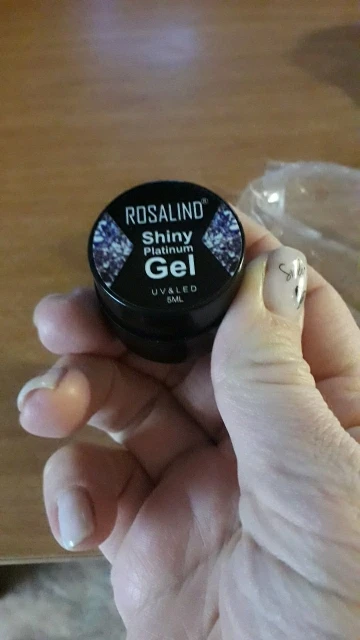 ROSALIND®
Shiny
Platinum
Gel
UV&LED
5ML